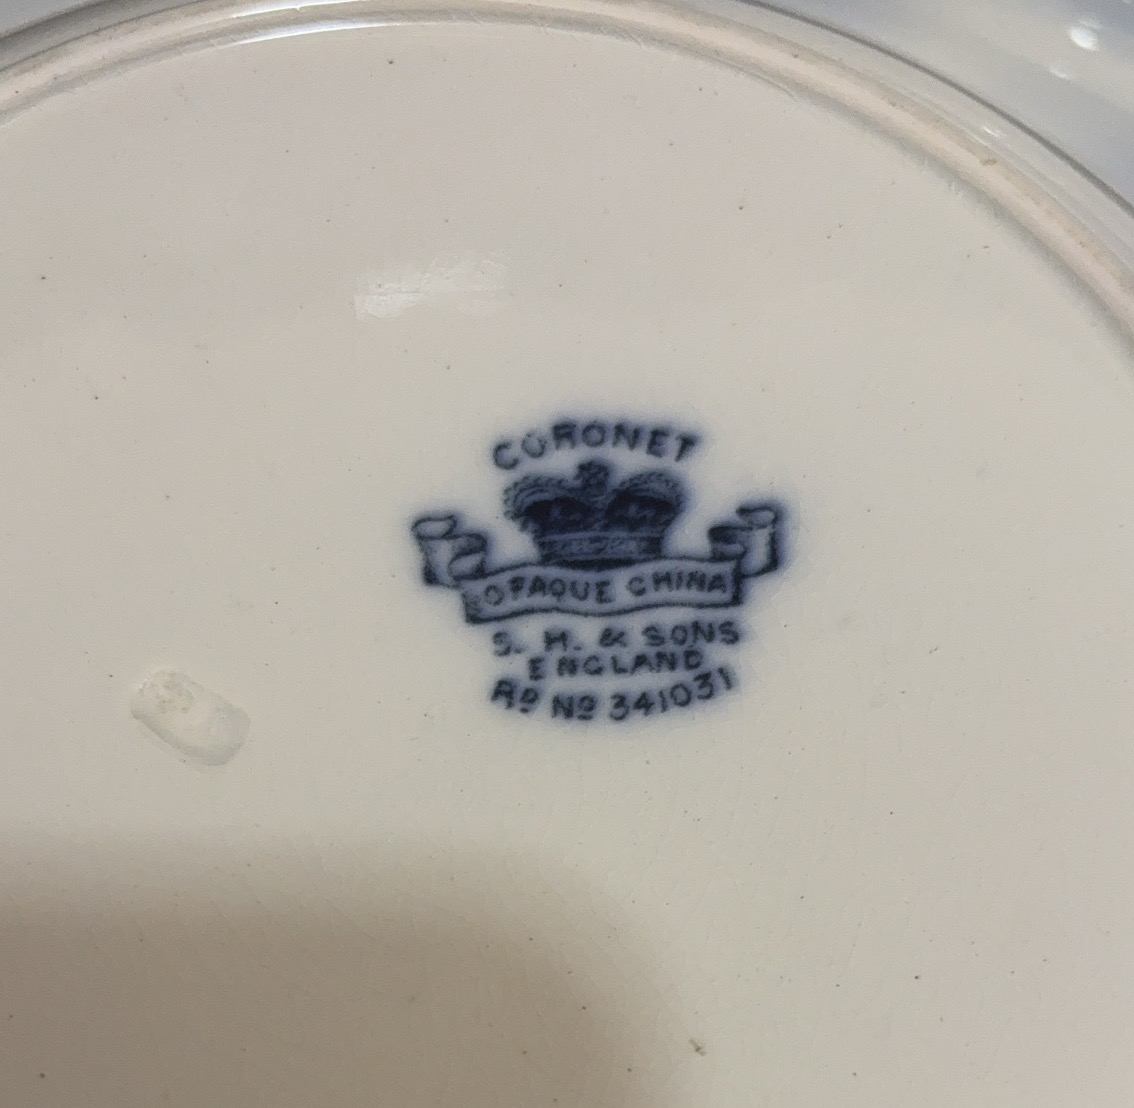 CORONET
OPAQUE CHINA
S. H. & SONS
ENGLAND
Rᴰ Nº 341031